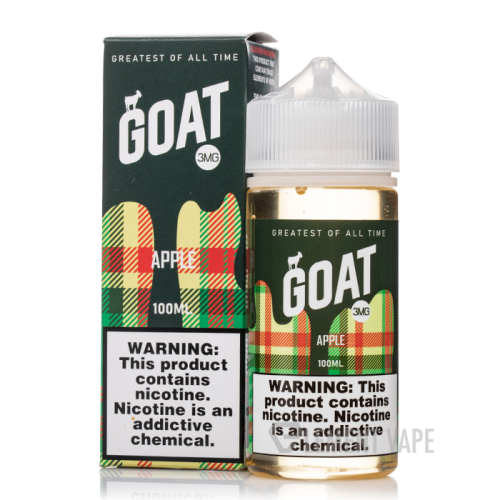 GREATEST OF ALL TIME
GOAT
3MG
APPLE
100ML
WARNING:
This product
contains
nicotine.
Nicotine is
an addictive
chemical.
GREATEST OF ALL TIME
GOAT
3MG
APPLE
100ML
WARNING: This
product contains
nicotine. Nicotine
is an addictive
chemical.
VAPE